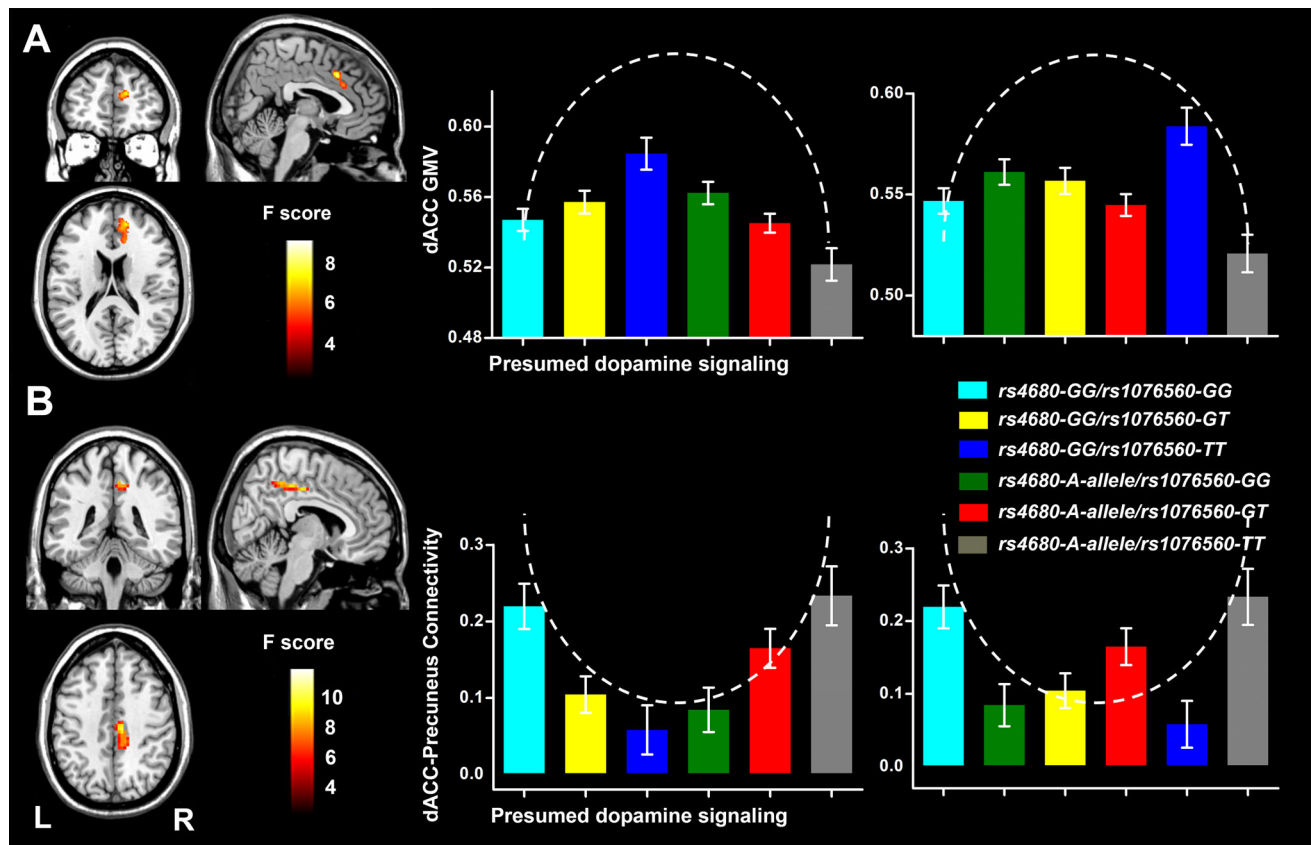 A
F score
8
6
4
dACC GMV
0.60
0.56
0.52
0.48
Presumed dopamine signaling
0.60
0.55
0.50
B
F score
10
8
6
4
L R
dACC-Precuneus Connectivity
0.3
0.2
0.1
0.0
Presumed dopamine signaling
rs4680-GG/rs1076560-GG
rs4680-GG/rs1076560-GT
rs4680-GG/rs1076560-TT
rs4680-A-allele/rs1076560-GG
rs4680-A-allele/rs1076560-GT
rs4680-A-allele/rs1076560-TT
0.3
0.2
0.1
0.0